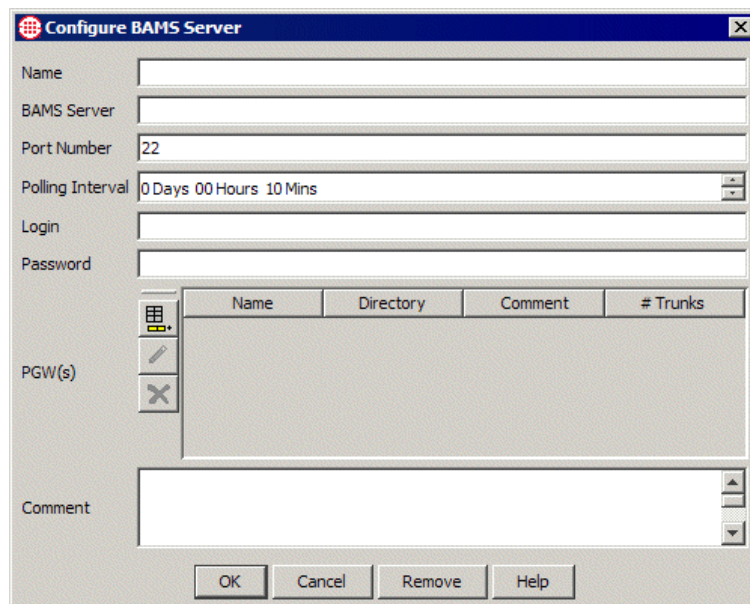 Configure BAMS Server
Name
BAMS Server
Port Number 22
Polling Interval 0 Days 00 Hours 10 Mins
Login
Password
Name Directory Comment # Trunks
PGW(s)
Comment
OK Cancel Remove Help